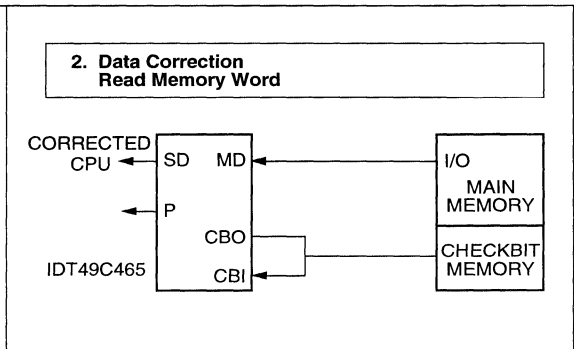 2. Data Correction
Read Memory Word
CORRECTED
CPU
SD
MD
I/O
MAIN
MEMORY
P
CBO
CHECKBIT
MEMORY
IDT49C465
CBI